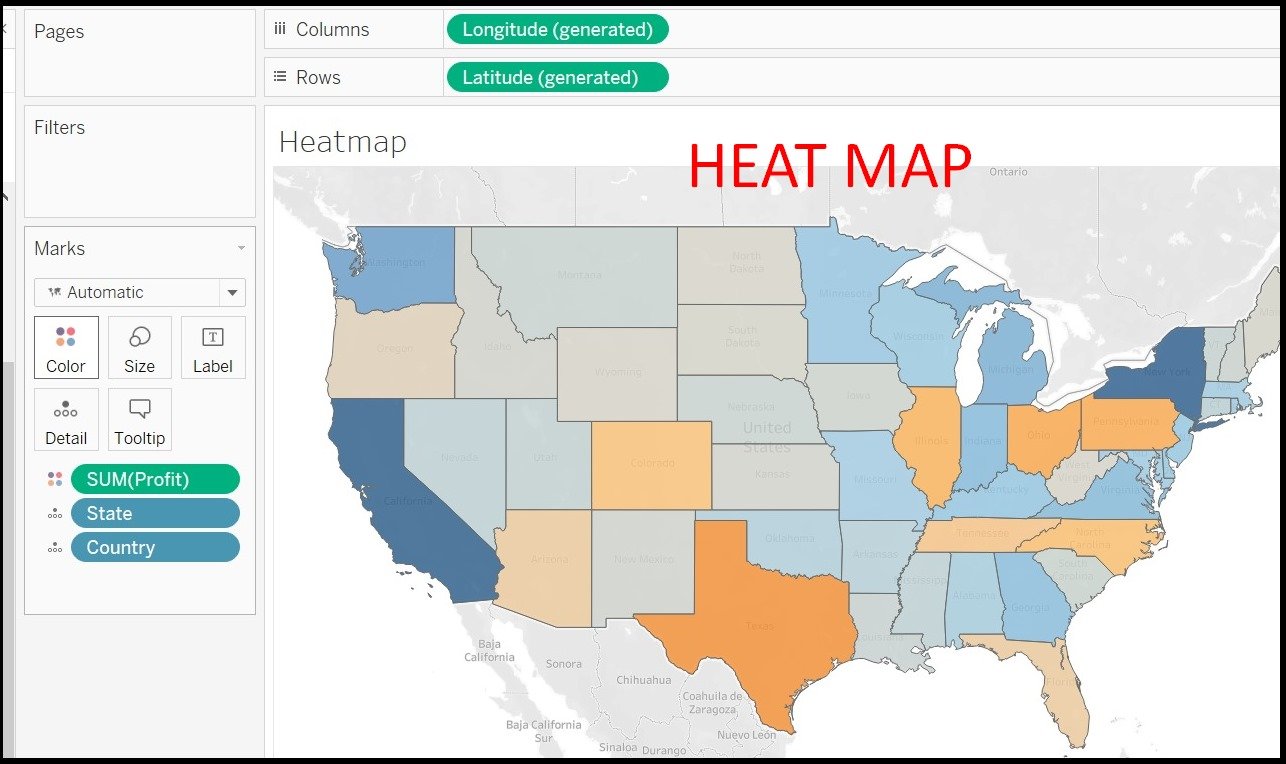 Pages
Columns
Longitude (generated)
Rows
Latitude (generated)
Filters
Heatmap
HEAT MAP
Ontario
Marks
Automatic
Color
Size
Label
Detail
Tooltip
SUM(Profit)
State
Country
Washington
Montana
North
Dakota
Minnesota
Oregon
Idaho
South
Dakota
Wisconsin
Michigan
New York
Wyoming
Iowa
Nebraska
United
States
Nevada
Utah
Colorado
Kansas
Illinois
Indiana
Ohio
Pennsylvania
West
Virginia
Virginia
Missouri
Kentucky
California
Arizona
New Mexico
Oklahoma
Arkansas
Tennessee
North
Carolina
South
Carolina
Mississippi
Alabama
Georgia
Texas
Louisiana
Florida
Baja
California
Sonora
Chihuahua
Coahuila de
Zaragoza
Baja California
Sur
Nuevo León
Sinaloa
Durango